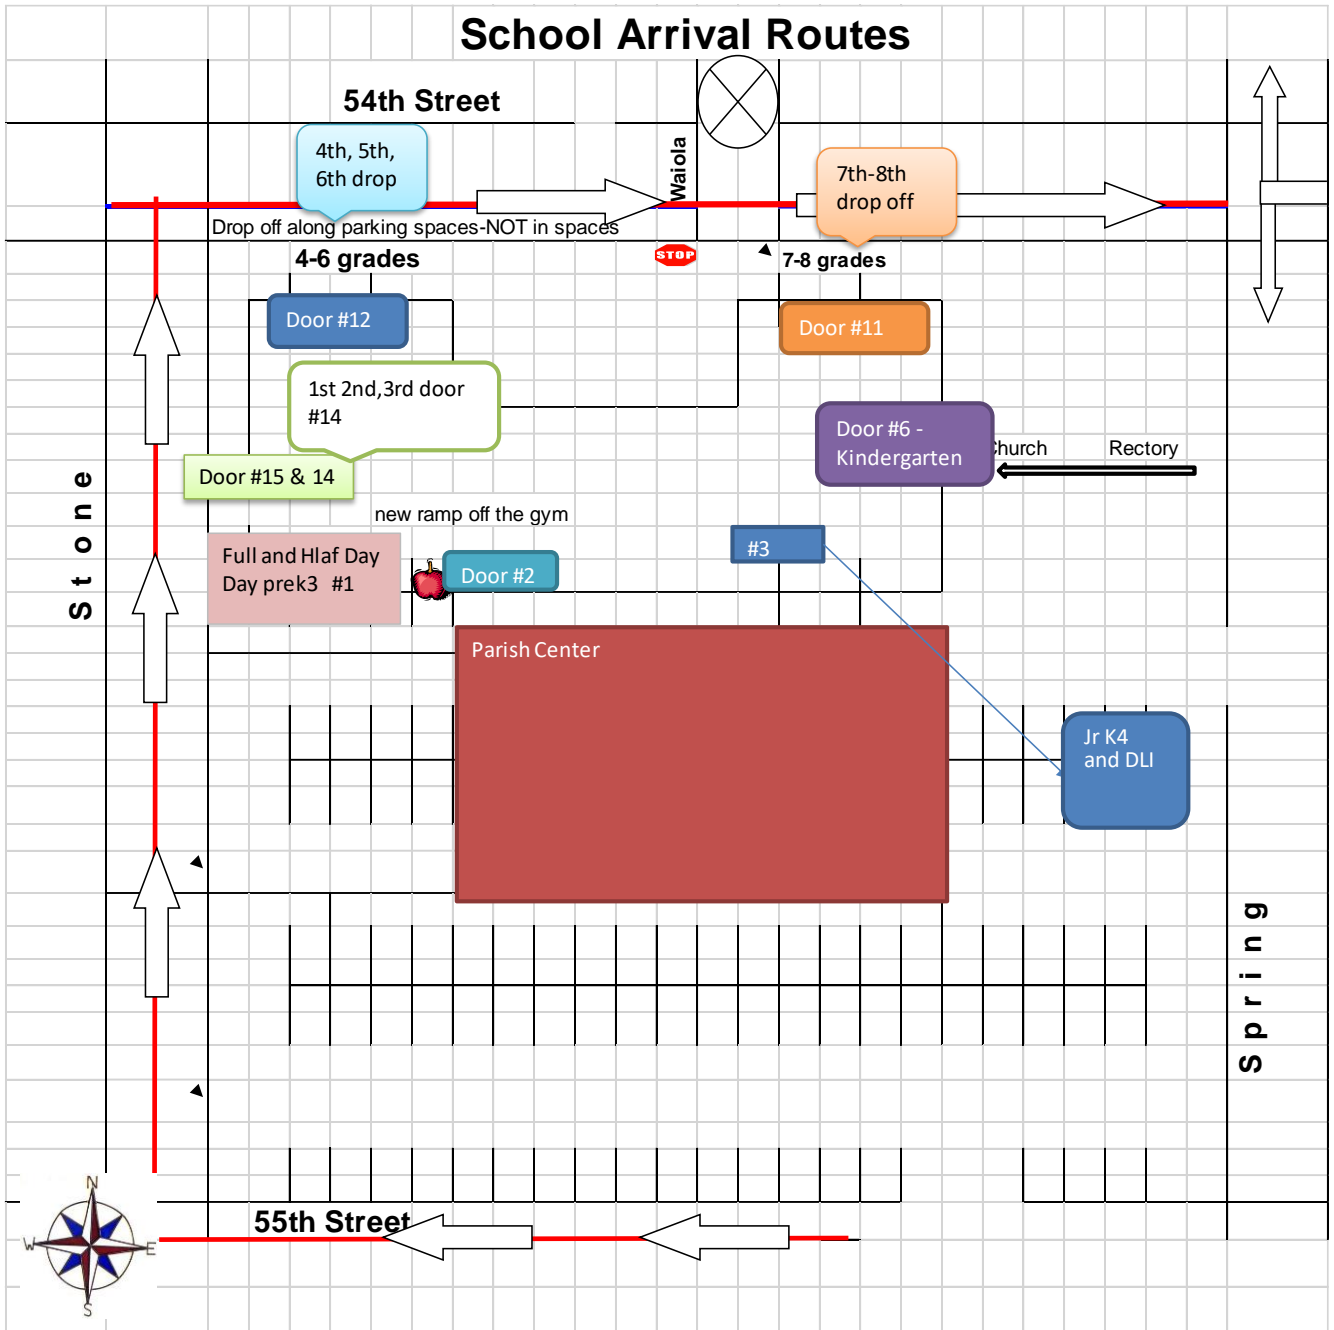 School Arrival Routes
54th Street
Waiola
4th, 5th,
6th drop
7th-8th
drop off
Drop off along parking spaces-NOT in spaces
STOP
4-6 grades
7-8 grades
Door #12
Door #11
1st 2nd,3rd door
#14
Door #6 -
Kindergarten
Church Rectory
Door #15 & 14
Stone
new ramp off the gym
#3
Full and Hlaf Day
Day prek3 #1
Door #2
Parish Center
Jr K4
and DLI
Spring
55th Street
N
W
E
S